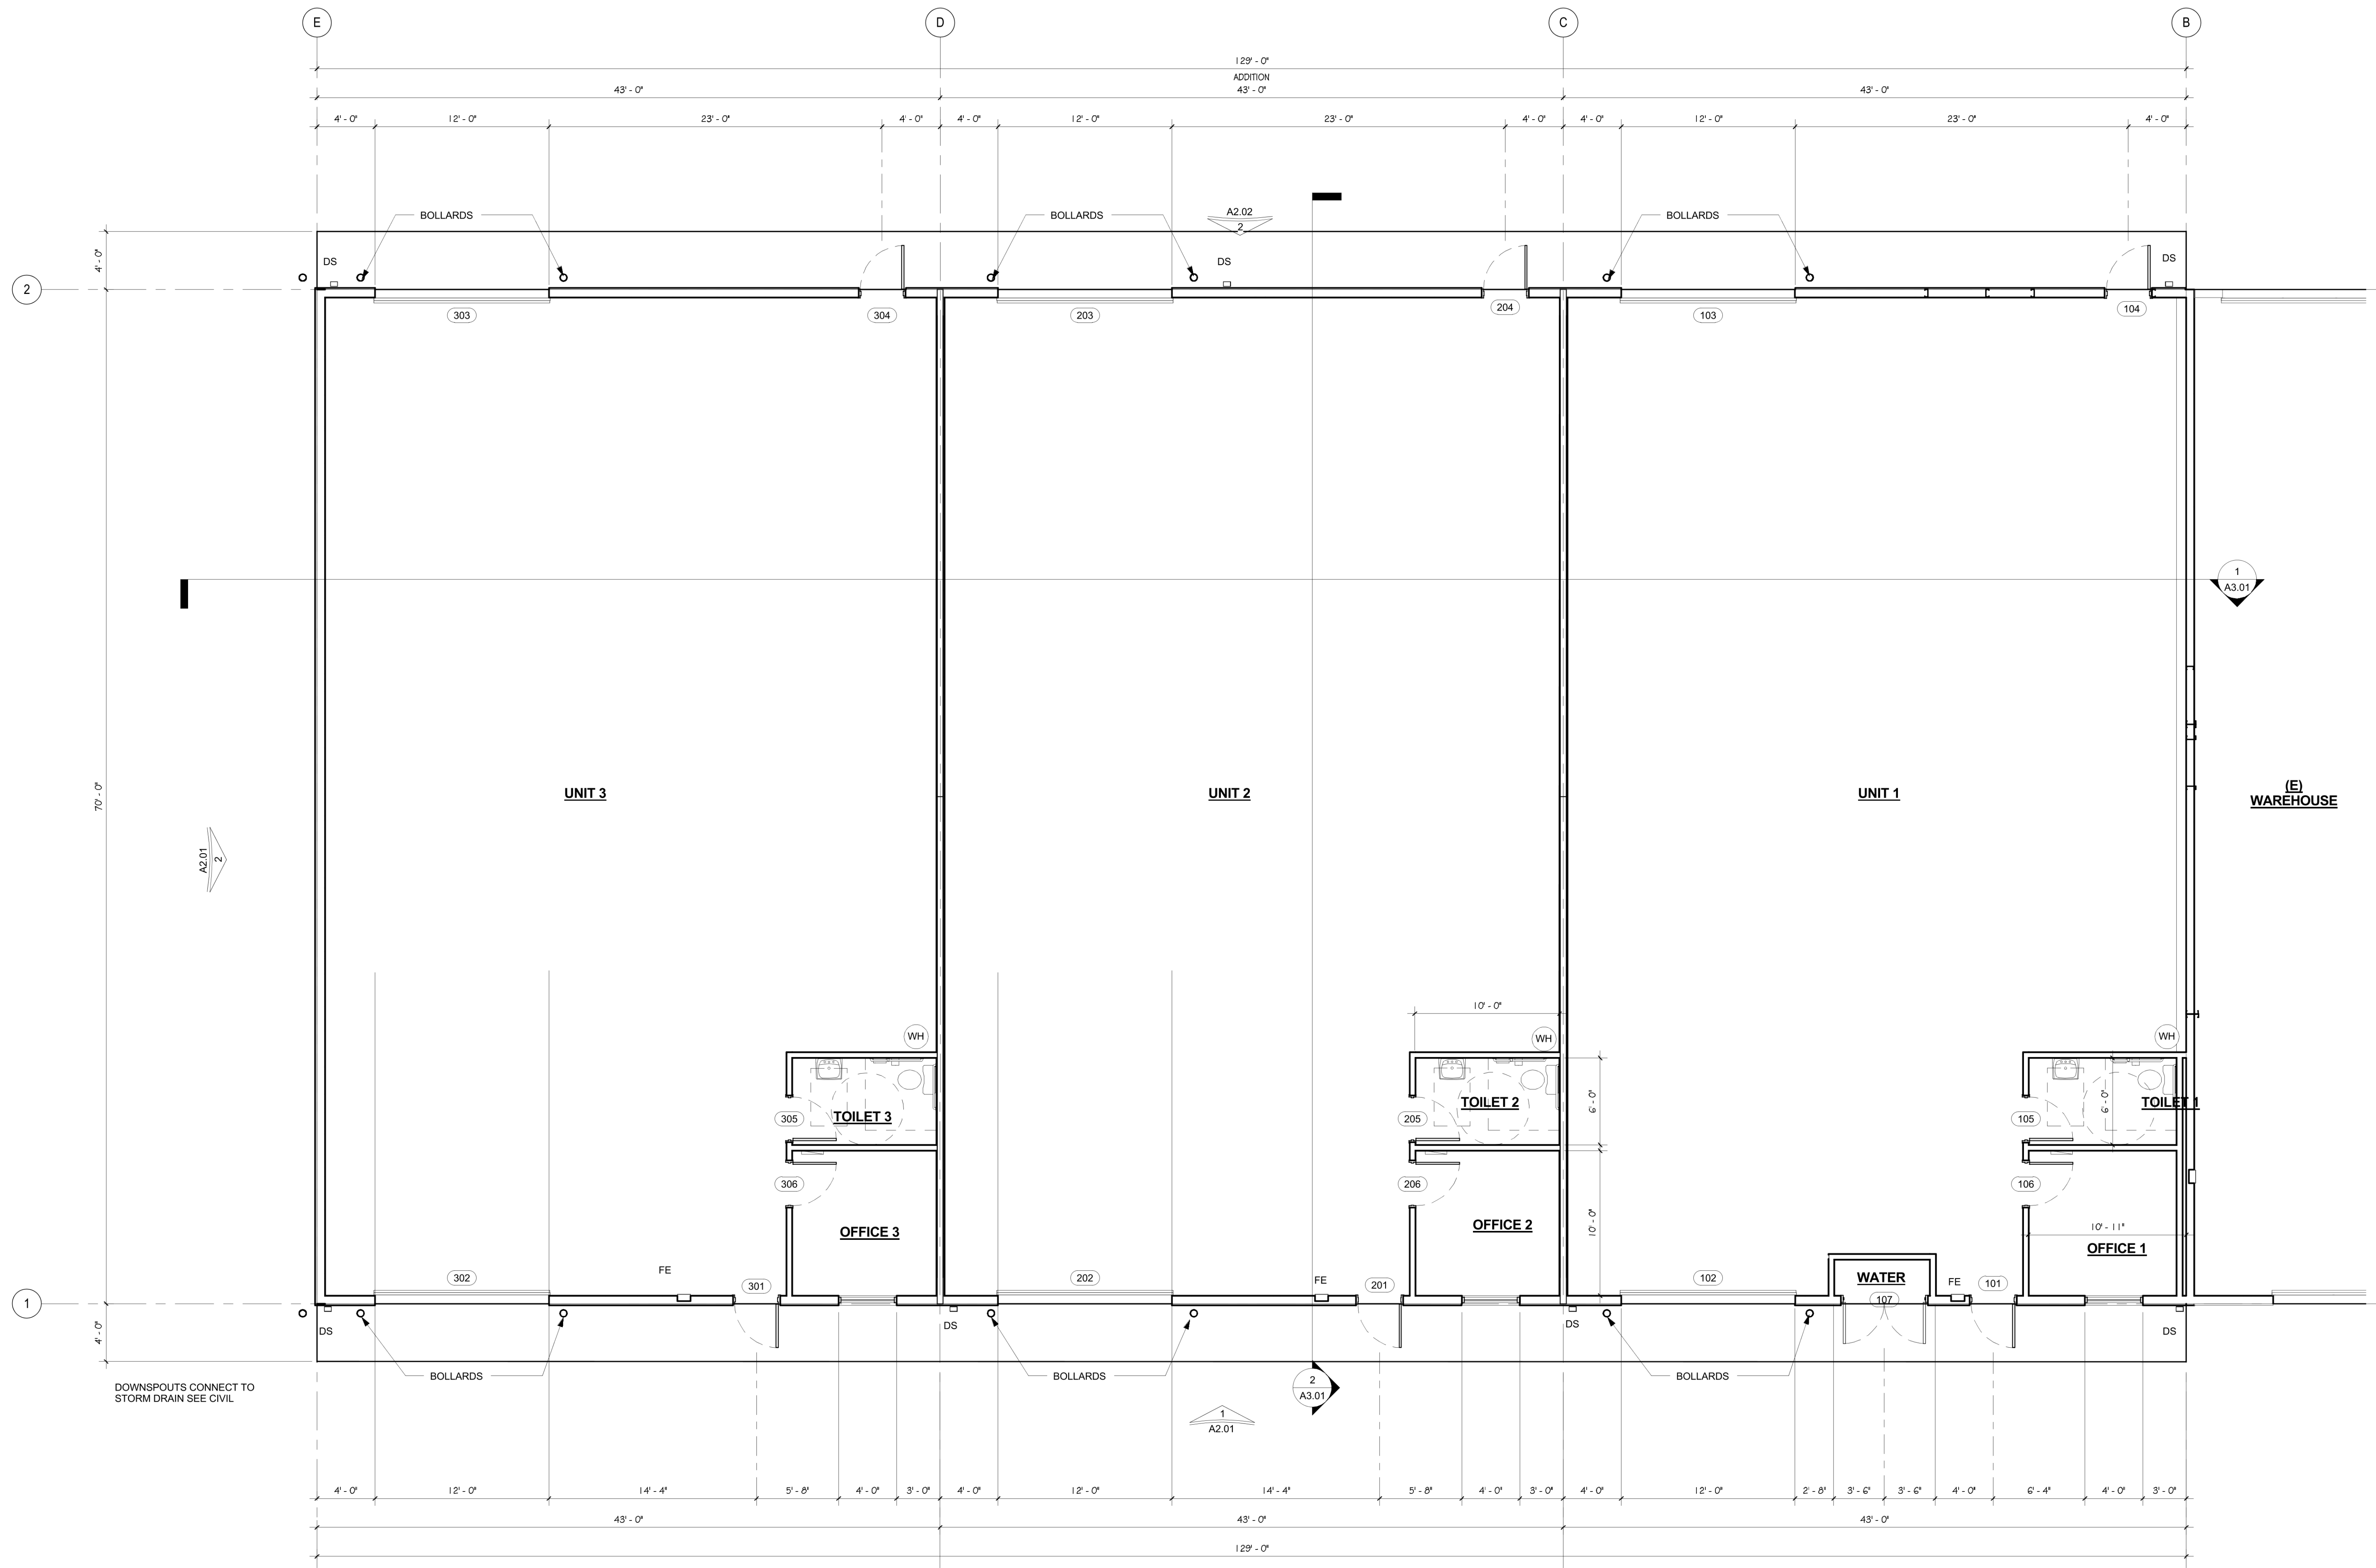 E
D
C
B
129' - 0"
ADDITION
43' - 0"
43' - 0"
43' - 0"
4' - 0"
12' - 0"
23' - 0"
4' - 0"
4' - 0"
12' - 0"
23' - 0"
4' - 0"
4' - 0"
12' - 0"
23' - 0"
4' - 0"
BOLLARDS
BOLLARDS
A2.02
2
BOLLARDS
4' - 0"
DS
DS
DS
2
303
304
203
204
103
104
1
A3.01
70' - 0"
UNIT 3
UNIT 2
UNIT 1
(E)
WAREHOUSE
A2.01
2
10' - 0"
WH
WH
WH
305
TOILET 3
205
TOILET 2
6' - 0"
105
6' - 0"
TOILET 1
306
206
106
OFFICE 3
OFFICE 2
10' - 0"
10' - 11"
OFFICE 1
302
FE
301
202
FE
201
102
WATER
107
FE
101
1
4' - 0"
DS
DS
DS
DS
BOLLARDS
BOLLARDS
BOLLARDS
DOWNSPOUTS CONNECT TO
STORM DRAIN SEE CIVIL
2
A3.01
1
A2.01
4' - 0"
12' - 0"
14' - 4"
5' - 8"
4' - 0"
3' - 0"
4' - 0"
12' - 0"
14' - 4"
5' - 8"
4' - 0"
3' - 0"
4' - 0"
12' - 0"
2' - 8"
3' - 6"
3' - 6"
4' - 0"
6' - 4"
4' - 0"
3' - 0"
43' - 0"
43' - 0"
43' - 0"
129' - 0"